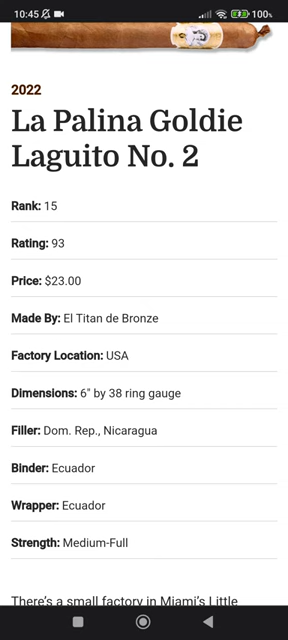 10:45
100%
2022
La Palina Goldie
Laguito No. 2
Rank: 15
Rating: 93
Price: $23.00
Made By: El Titan de Bronze
Factory Location: USA
Dimensions: 6" by 38 ring gauge
Filler: Dom. Rep., Nicaragua
Binder: Ecuador
Wrapper: Ecuador
Strength: Medium-Full
There's a small factory in Miami's Little